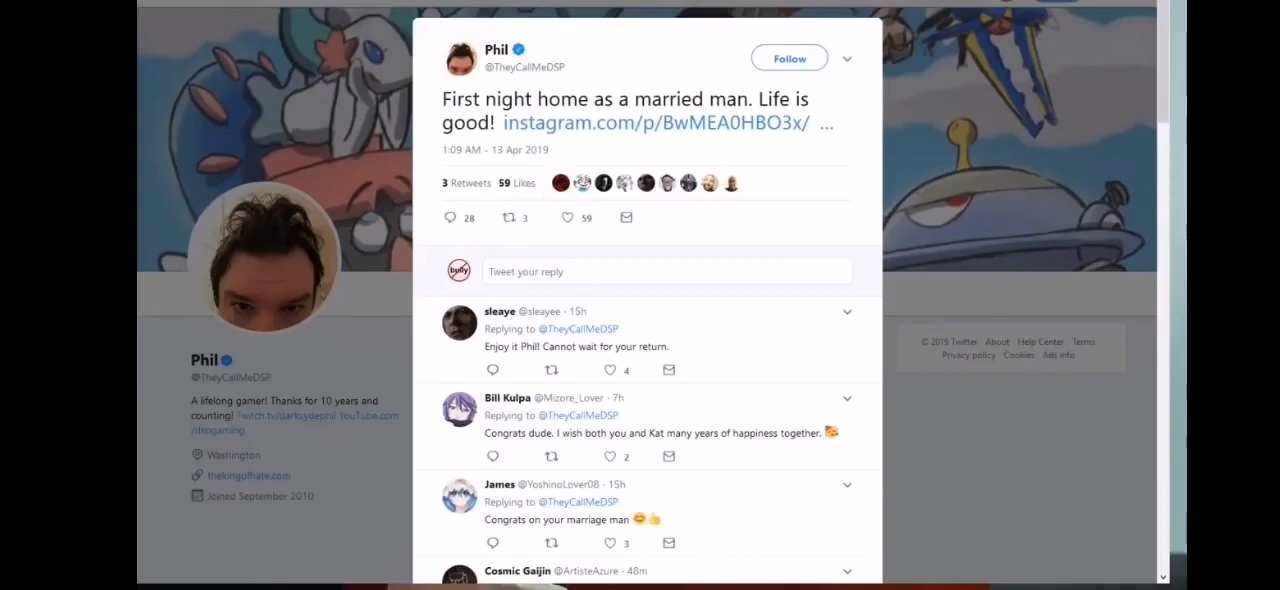 Phil
@TheyCallMeDSP
Follow
First night home as a married man. Life is
good! instagram.com/p/BwMEA0HBO3x/ ...
1:09 AM - 13 Apr 2019
3 Retweets 59 Likes
28 3 59
bully
Tweet your reply
sleaye @sleayee · 15h
Replying to @TheyCallMeDSP
Enjoy it Phil! Cannot wait for your return.
4
Bill Kulpa @Mizore_Lover · 7h
Replying to @TheyCallMeDSP
Congrats dude. I wish both you and Kat many years of happiness together. 🥰
2
James @YoshinoLover08 · 15h
Replying to @TheyCallMeDSP
Congrats on your marriage man 😊👍
3
Cosmic Gaijin @ArtisteAzure · 48m
Phil
@TheyCallMeDSP
A lifelong gamer! Thanks for 10 years and
counting! Twitch.tv/darksydephil YouTube.com
/dspgaming
Washington
thekingofhate.com
Joined September 2010
© 2019 Twitter About Help Center Terms
Privacy policy Cookies Ads info